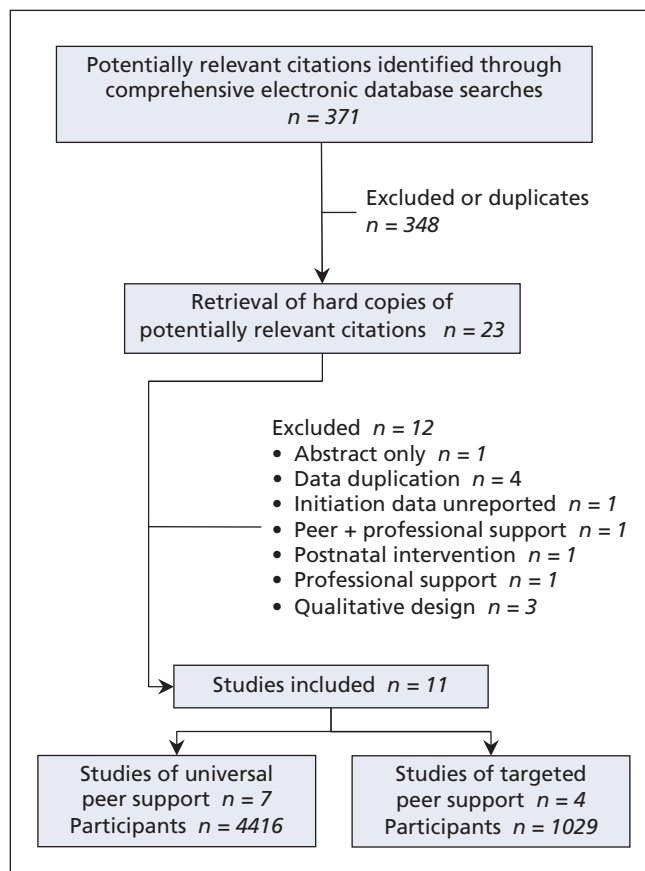 Potentially relevant citations identified through
comprehensive electronic database searches
n = 371
Excluded or duplicates
n = 348
Retrieval of hard copies of
potentially relevant citations n = 23
Excluded n = 12
• Abstract only n = 1
• Data duplication n = 4
• Initiation data unreported n = 1
• Peer + professional support n = 1
• Postnatal intervention n = 1
• Professional support n = 1
• Qualitative design n = 3
Studies included n = 11
Studies of universal
peer support n = 7
Participants n = 4416
Studies of targeted
peer support n = 4
Participants n = 1029